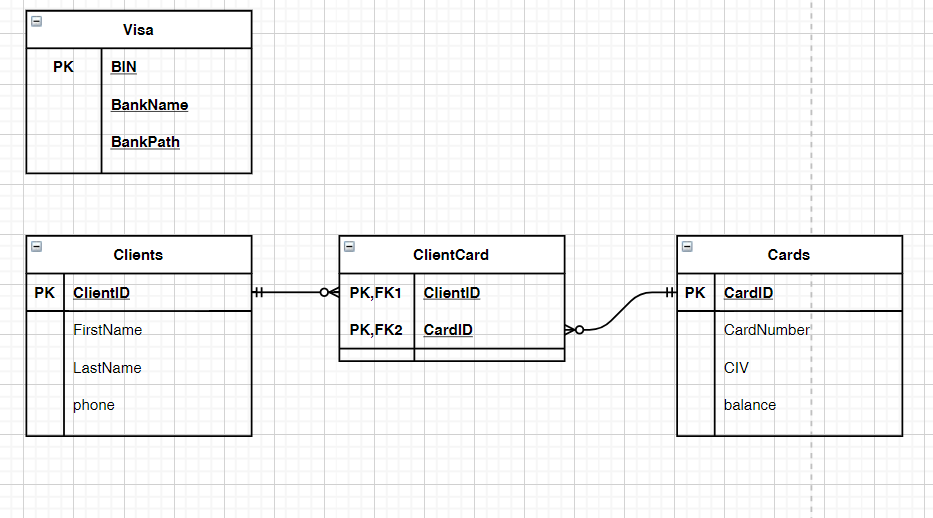 Visa
PK BIN
BankName
BankPath
Clients
PK ClientID
FirstName
LastName
phone
ClientCard
PK,FK1 ClientID
PK,FK2 CardID
Cards
PK CardID
CardNumber
CIV
balance